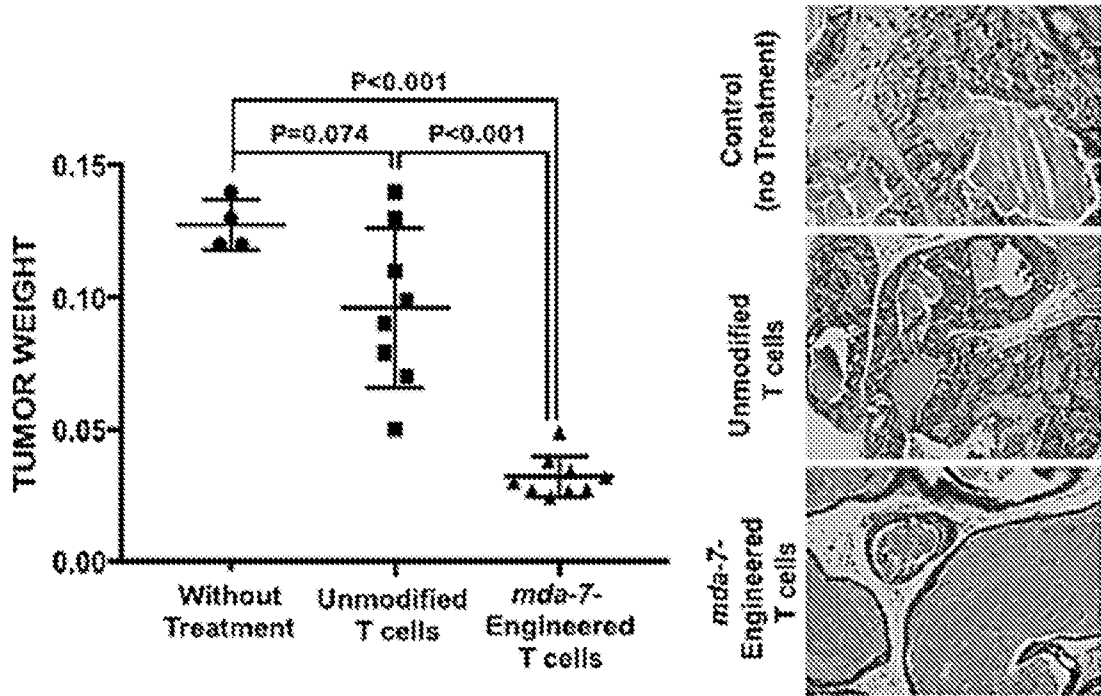 P<0.001
P=0.074
P<0.001
TUMOR WEIGHT
0.15
0.10
0.05
0.00
Without
Treatment
Unmodified
T cells
mda-7-
Engineered
T cells
Control
(no Treatment)
Unmodified
T cells
mda-7-
Engineered
T cells